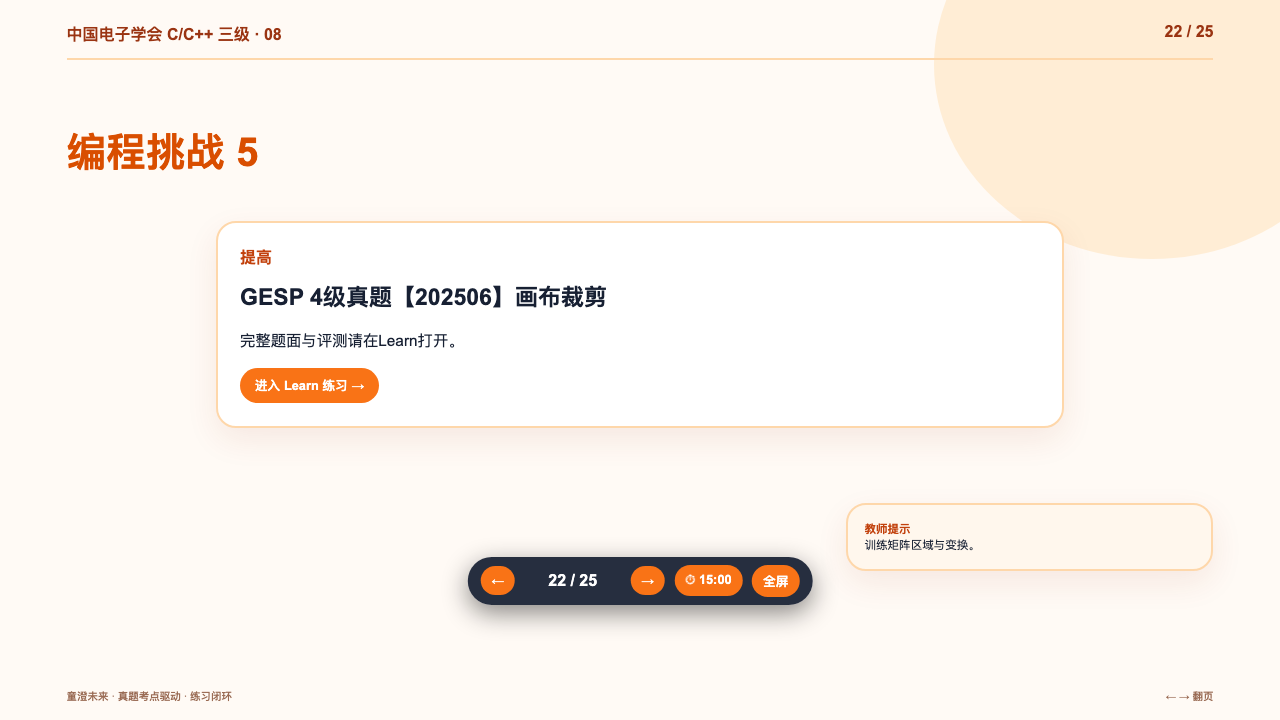 中国电子学会 C/C++ 三级 · 08
22 / 25
编程挑战 5
提高
GESP 4级真题【202506】画布裁剪
完整题面与评测请在Learn打开。
进入 Learn 练习 →
教师提示
训练矩阵区域与变换。
← 22 / 25 → ⏱ 15:00 全屏
童澄未来 · 真题考点驱动 · 练习闭环
←→ 翻页